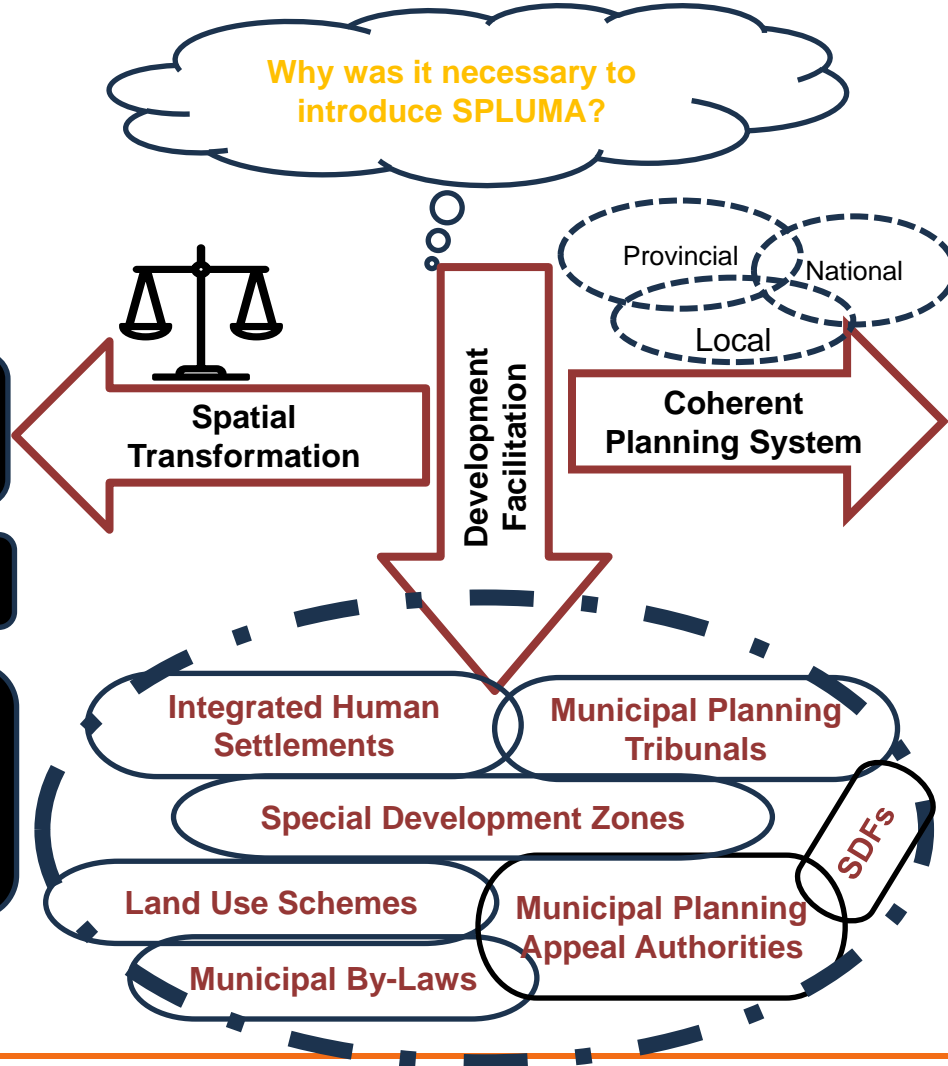 Why was it necessary to
introduce SPLUMA?
Provincial
National
Local
Spatial
Transformation
Development
Facilitation
Coherent
Planning System
Integrated Human
Settlements
Municipal Planning
Tribunals
Special Development Zones
SDFs
Land Use Schemes
Municipal Planning
Appeal Authorities
Municipal By-Laws